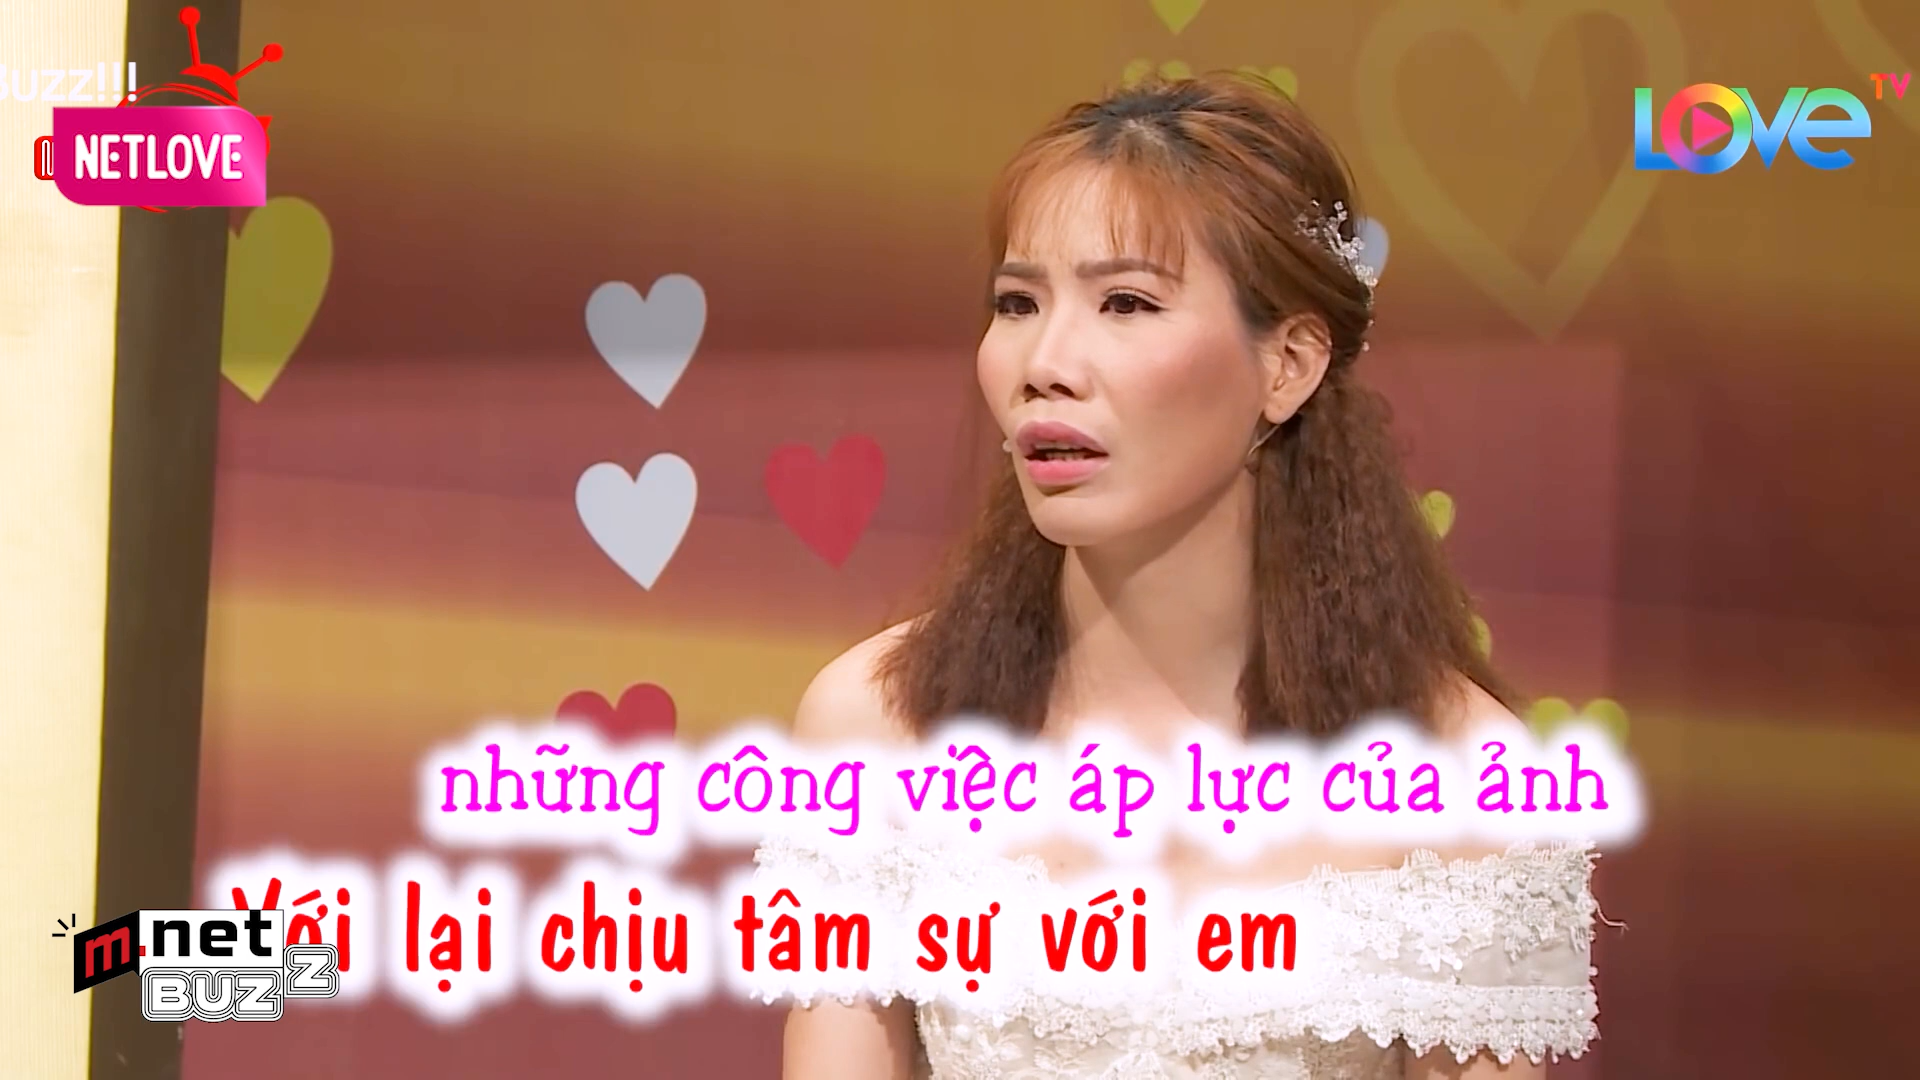 Buzz!!!
NETLOVE
LOVE TV
những công việc áp lực của ảnh
Với lại chịu tâm sự với em
m.net
BUZZ